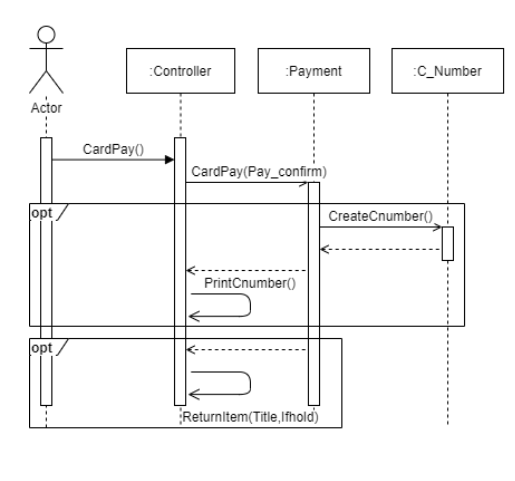 :Controller
:Payment
:C_Number
Actor
CardPay()
CardPay(Pay_confirm)
opt
CreateCnumber()
PrintCnumber()
opt
ReturnItem(Title,Ifhold)